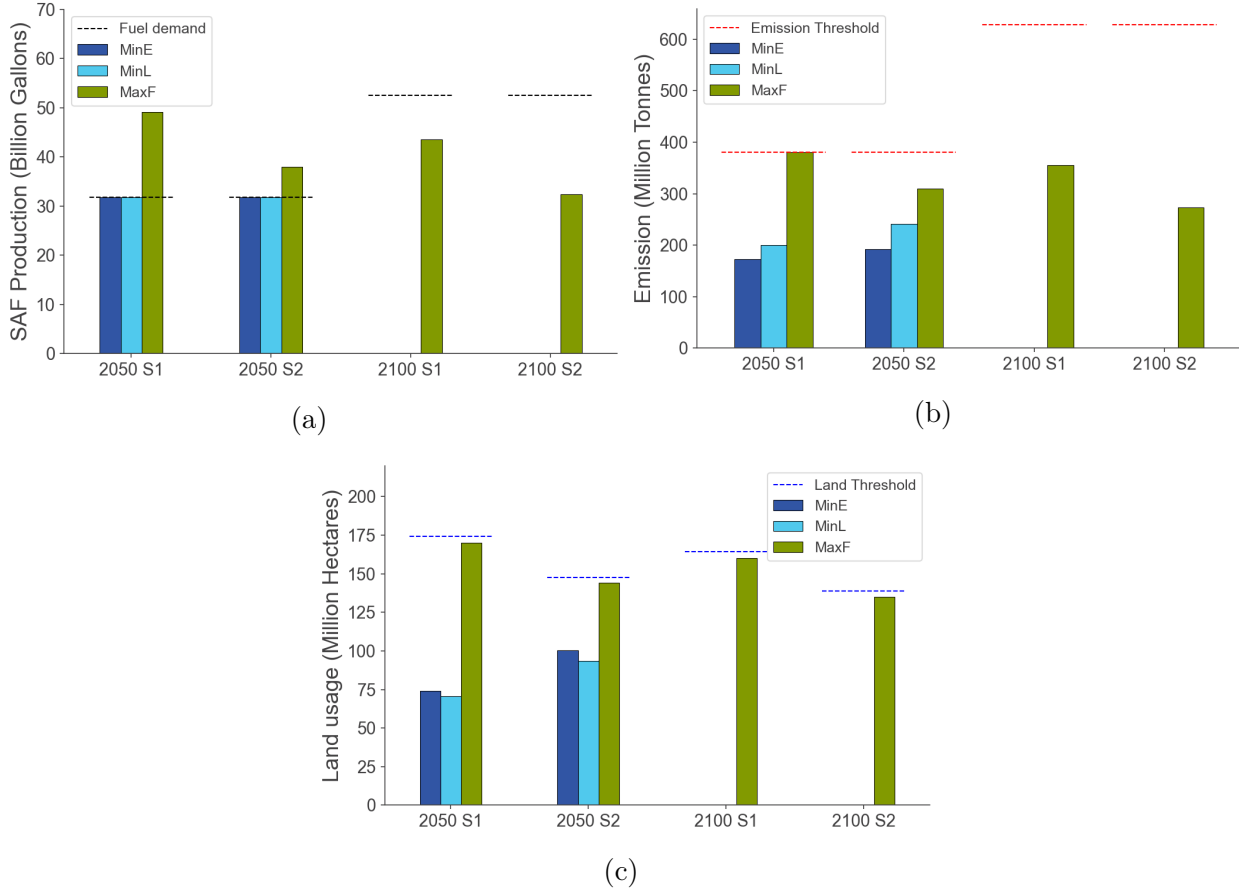 SAF Production (Billion Gallons)
70
60
50
40
30
20
10
0
Fuel demand
MinE
MinL
MaxF
2050 S1
2050 S2
2100 S1
2100 S2
(a)
Emission (Million Tonnes)
600
500
400
300
200
100
0
Emission Threshold
MinE
MinL
MaxF
2050 S1
2050 S2
2100 S1
2100 S2
(b)
Land usage (Million Hectares)
200
175
150
125
100
75
50
25
0
Land Threshold
MinE
MinL
MaxF
2050 S1
2050 S2
2100 S1
2100 S2
(c)